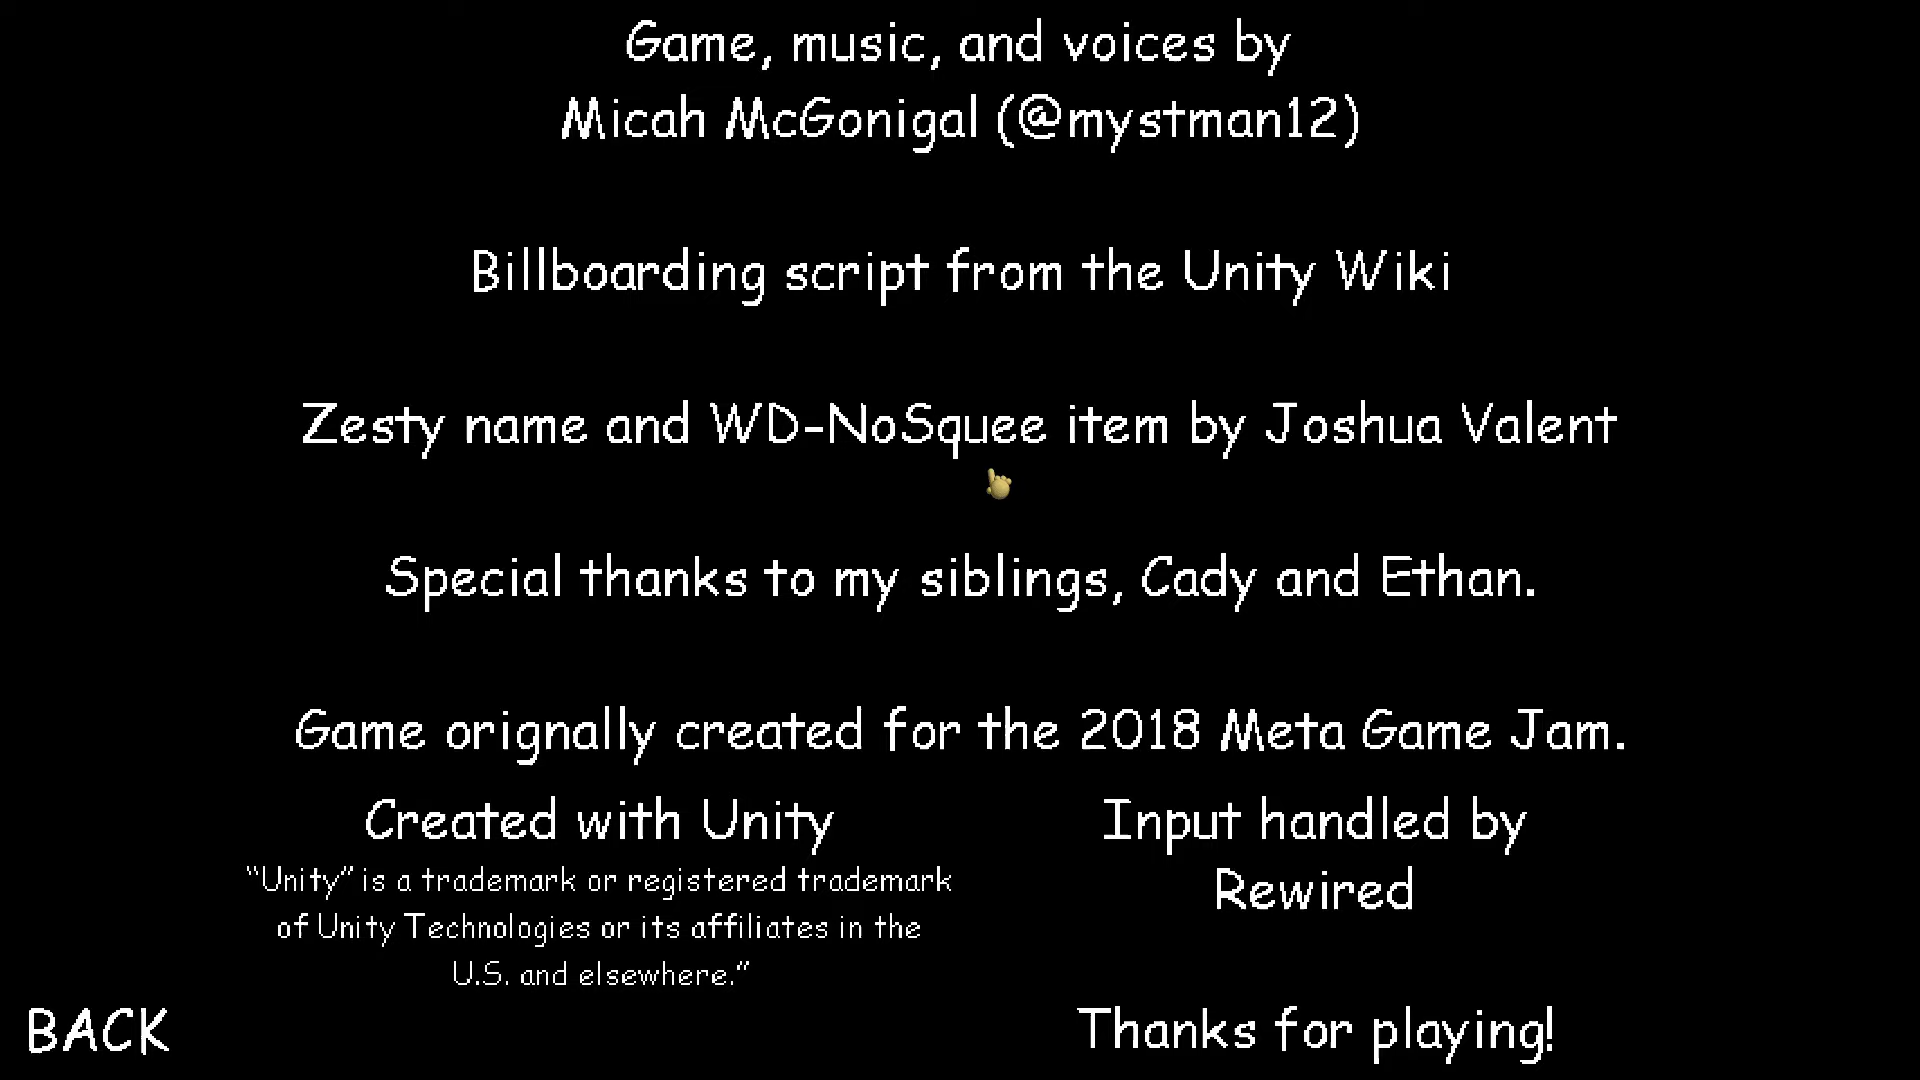 Game, music, and voices by
Micah McGonigal (@mystman12)
Billboarding script from the Unity Wiki
Zesty name and WD-NoSquee item by Joshua Valent
Special thanks to my siblings, Cady and Ethan.
Game orignally created for the 2018 Meta Game Jam.
Created with Unity
“Unity” is a trademark or registered trademark
of Unity Technologies or its affiliates in the
U.S. and elsewhere.”
Input handled by
Rewired
Thanks for playing!
BACK